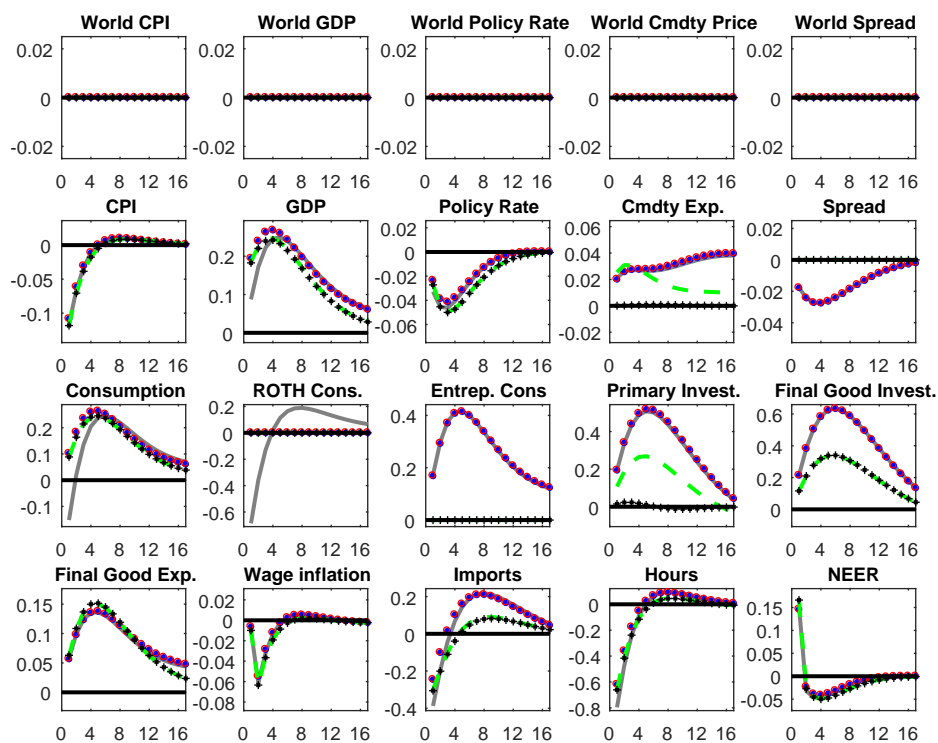 World CPI World GDP World Policy Rate World Cmdty Price World Spread
0.02 0.02 0.02 0.02 0.02
0 0 0 0 0
-0.02 -0.02 -0.02 -0.02 -0.02
0 4 8 12 16 0 4 8 12 16 0 4 8 12 16 0 4 8 12 16 0 4 8 12 16
CPI GDP Policy Rate Cmdty Exp. Spread
0 -0.05 -0.1
0.2 0.1 0
0 -0.02 -0.04 -0.06
0.06 0.04 0.02 0 0.02
0 -0.02 -0.04
0 4 8 12 16 0 4 8 12 16 0 4 8 12 16 0 4 8 12 16 0 4 8 12 16
Consumption ROTH Cons. Entrep. Cons Primary Invest. Final Good Invest.
0.2 0.1 0 -0.1
0.2 0 -0.2 -0.4 -0.6
0.4 0.2 0
0.4 0.2 0
0.6 0.4 0.2 0
0 4 8 12 16 0 4 8 12 16 0 4 8 12 16 0 4 8 12 16 0 4 8 12 16
Final Good Exp. Wage inflation Imports Hours NEER
0.15 0.1 0.05 0
0.02 0 -0.02 -0.04 -0.06 -0.08
0.2 0 -0.2 -0.4
0 -0.2 -0.4 -0.6 -0.8
0.15 0.1 0.05 0 -0.05
0 4 8 12 16 0 4 8 12 16 0 4 8 12 16 0 4 8 12 16 0 4 8 12 16